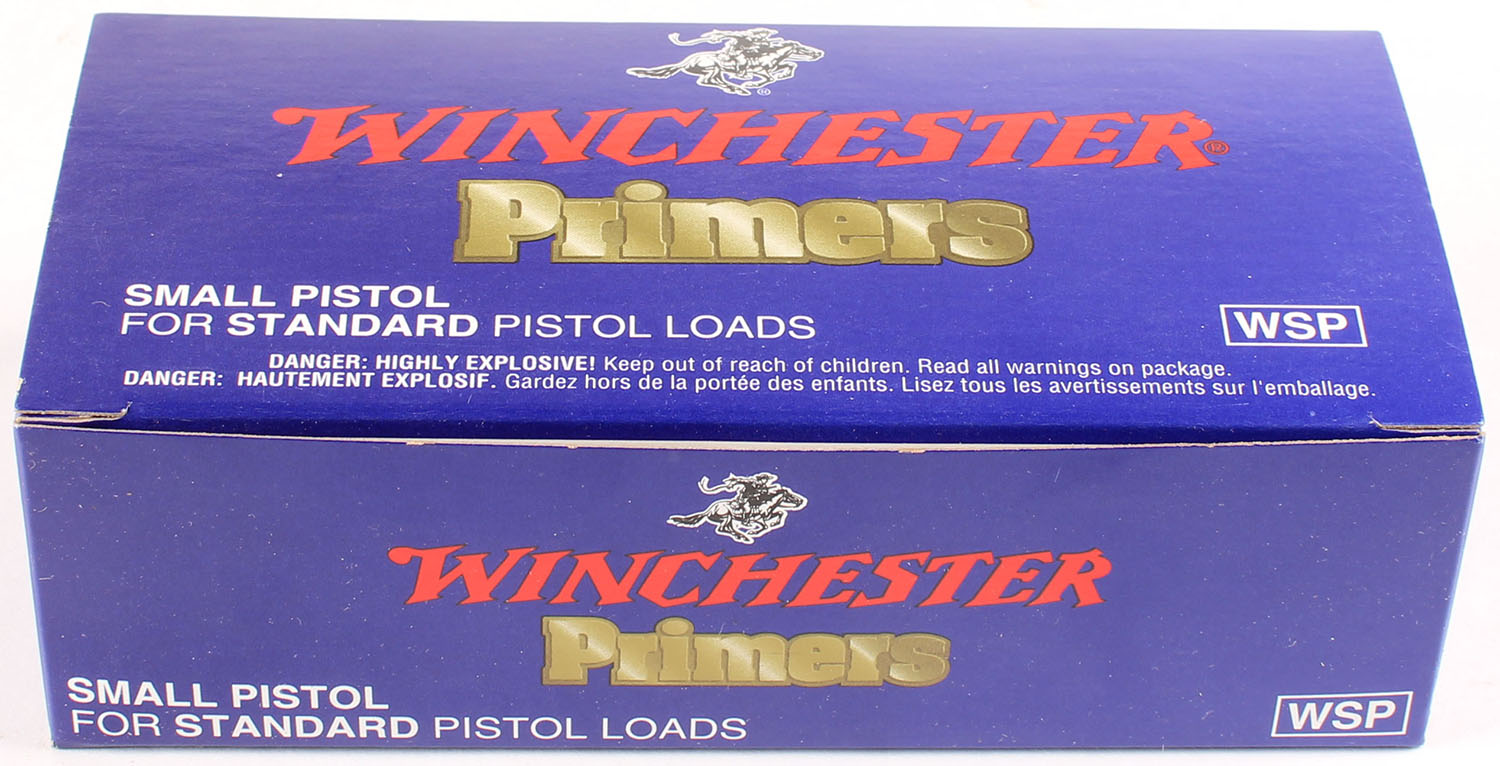 WINCHESTER®
Primers
SMALL PISTOL
FOR STANDARD PISTOL LOADS
WSP
DANGER: HIGHLY EXPLOSIVE! Keep out of reach of children. Read all warnings on package.
DANGER: HAUTEMENT EXPLOSIF. Gardez hors de la portée des enfants. Lisez tous les avertissements sur l'emballage.
WINCHESTER
Primers
SMALL PISTOL
FOR STANDARD PISTOL LOADS
WSP